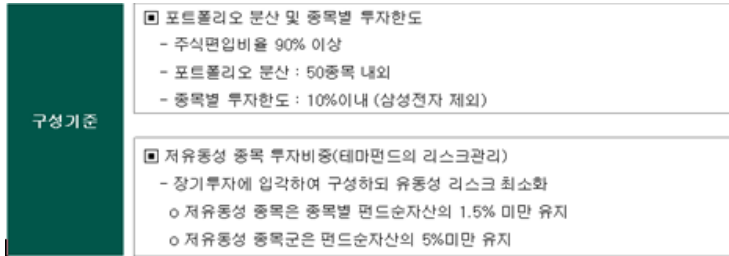 구성기준
▣ 포트폴리오 분산 및 종목별 투자한도
- 주식편입비율 90% 이상
- 포트폴리오 분산 : 50종목 내외
- 종목별 투자한도 : 10%이내 (삼성전자 제외)
▣ 저유동성 종목 투자비중(테마펀드의 리스크관리)
- 장기투자에 입각하여 구성하되 유동성 리스크 최소화
o 저유동성 종목은 종목별 펀드순자산의 1.5% 미만 유지
o 저유동성 종목군은 펀드순자산의 5%미만 유지